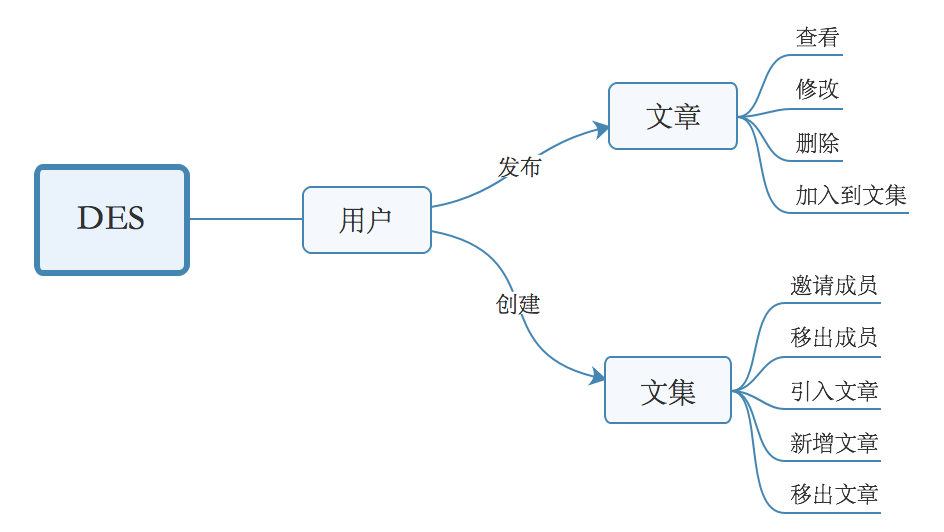 DES
用户
发布
创建
文章
查看
修改
删除
加入到文集
文集
邀请成员
移出成员
引入文章
新增文章
移出文章